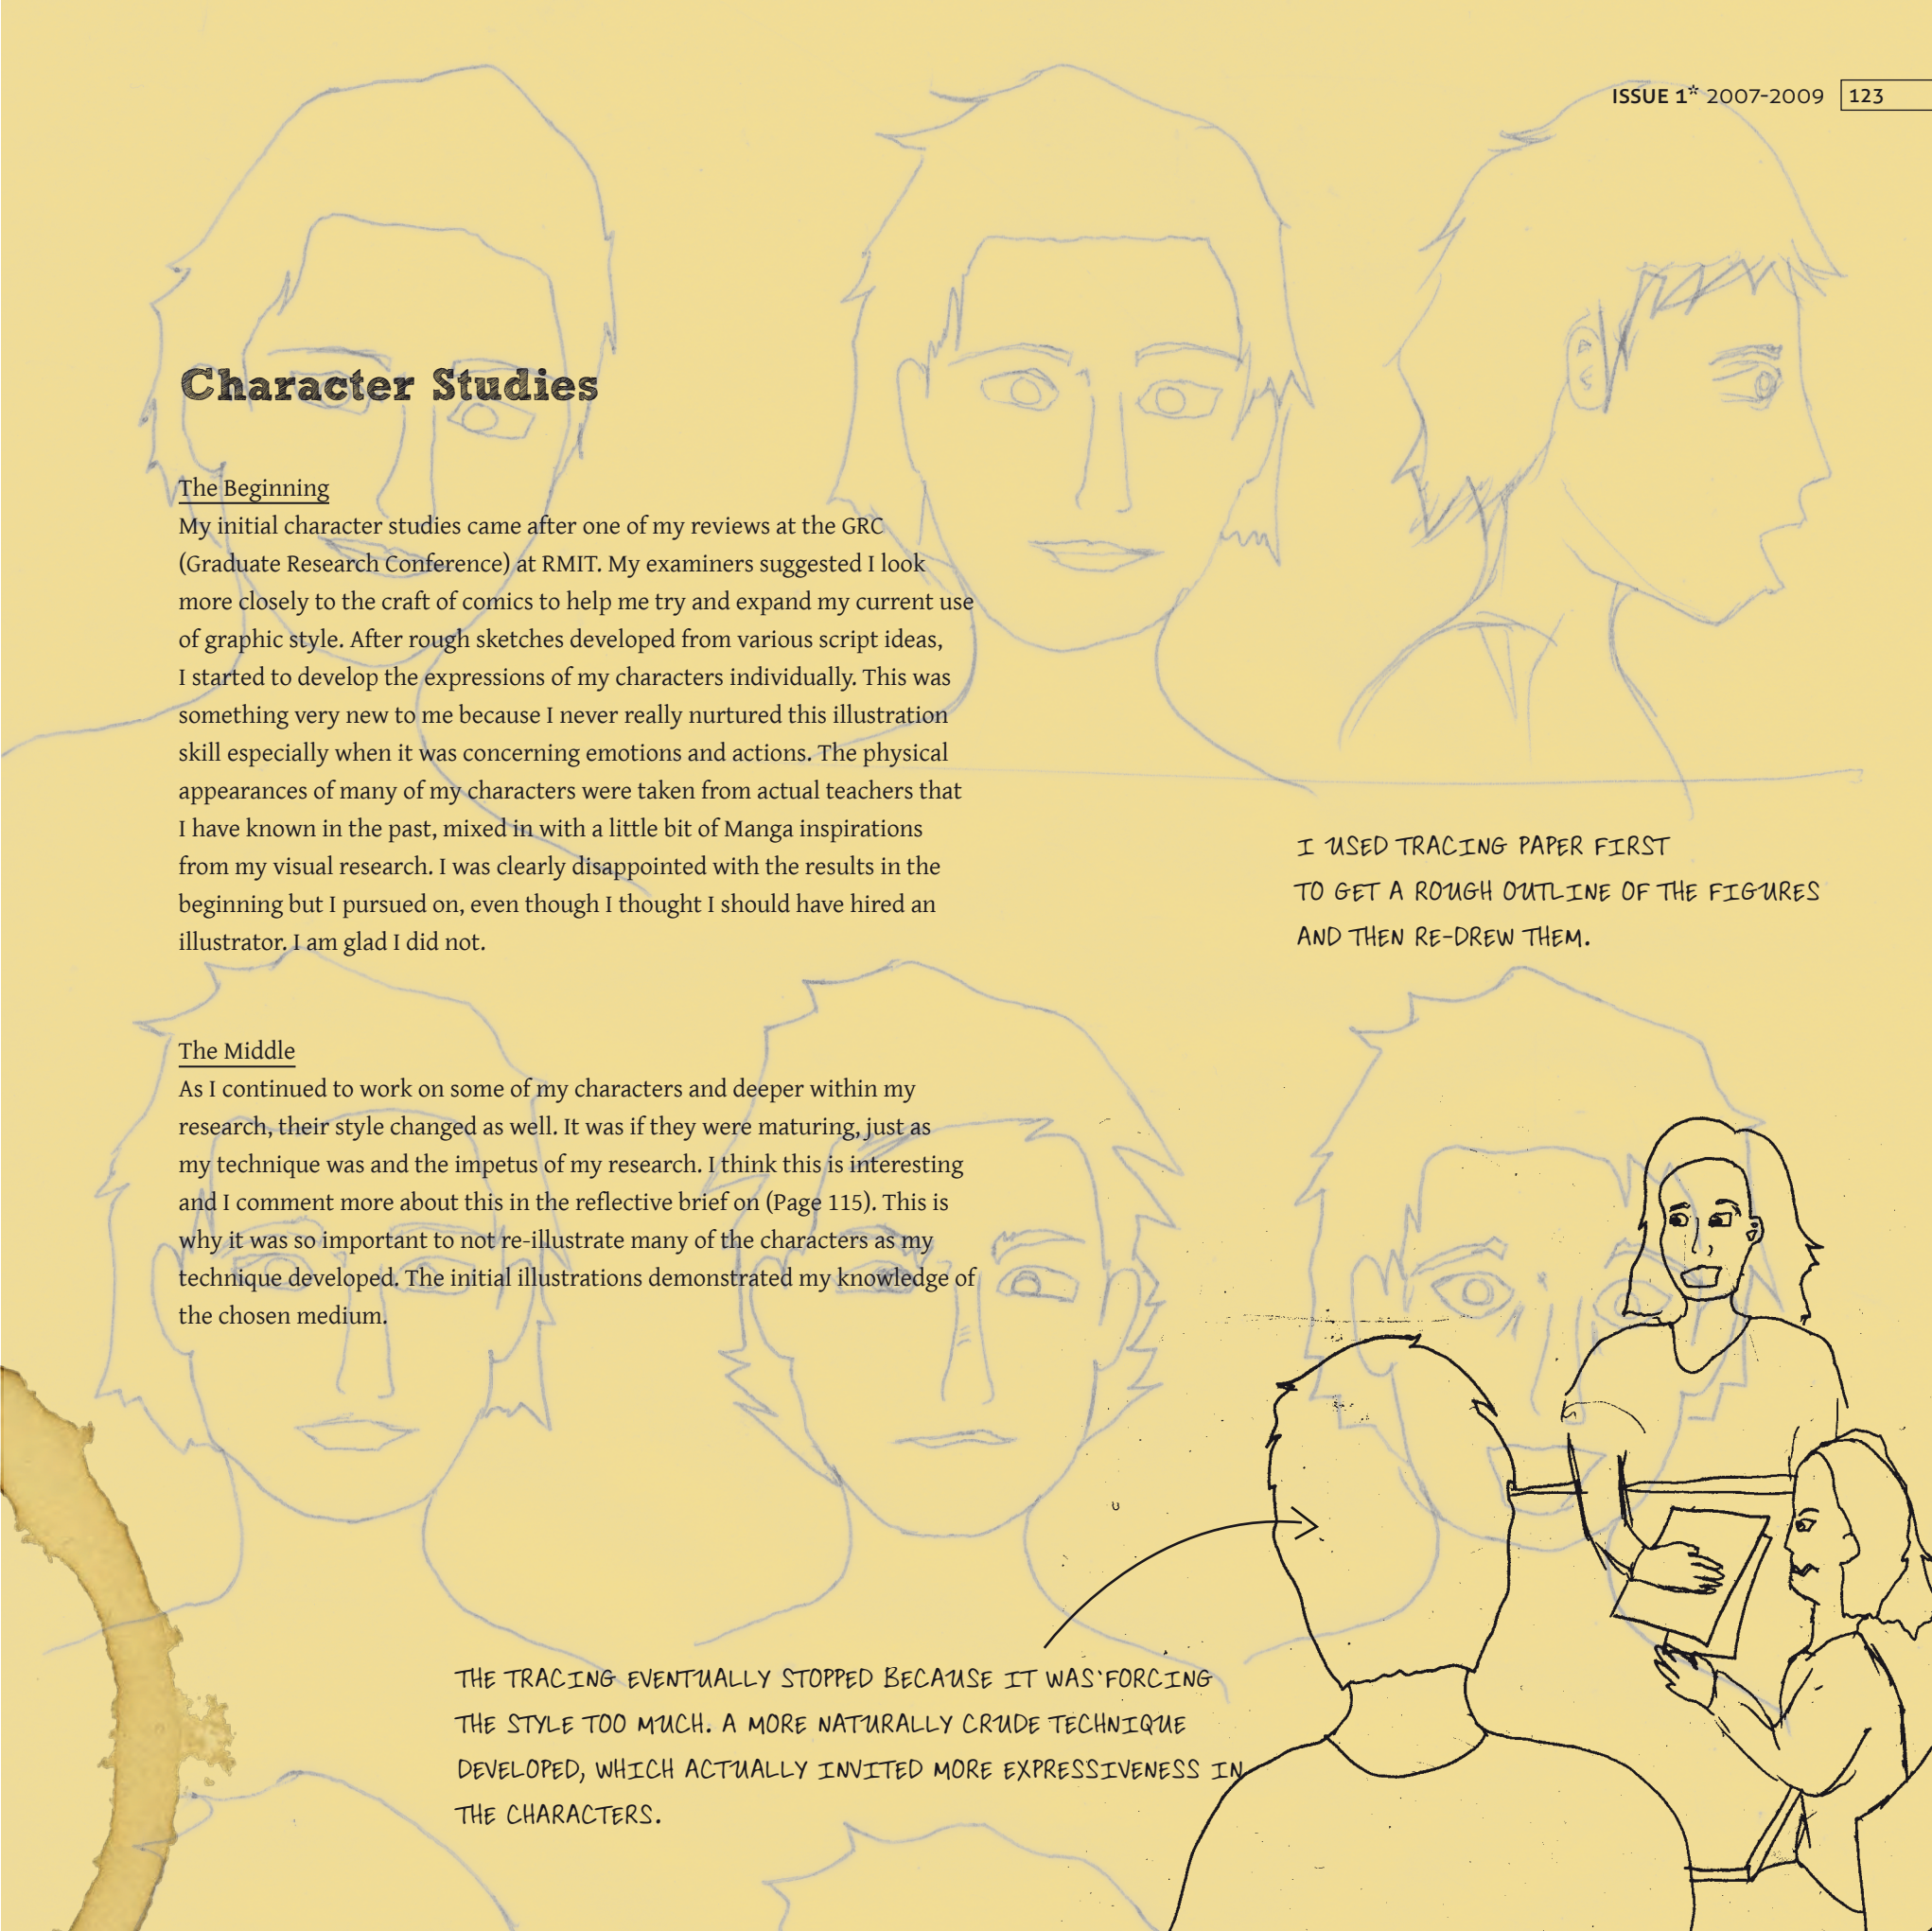 ISSUE 1* 2007-2009 123
Character Studies
The Beginning
My initial character studies came after one of my reviews at the GRC
(Graduate Research Conference) at RMIT. My examiners suggested I look
more closely to the craft of comics to help me try and expand my current use
of graphic style. After rough sketches developed from various script ideas,
I started to develop the expressions of my characters individually. This was
something very new to me because I never really nurtured this illustration
skill especially when it was concerning emotions and actions. The physical
appearances of many of my characters were taken from actual teachers that
I have known in the past, mixed in with a little bit of Manga inspirations
from my visual research. I was clearly disappointed with the results in the
beginning but I pursued on, even though I thought I should have hired an
illustrator. I am glad I did not.
I USED TRACING PAPER FIRST
TO GET A ROUGH OUTLINE OF THE FIGURES
AND THEN RE-DREW THEM.
The Middle
As I continued to work on some of my characters and deeper within my
research, their style changed as well. It was if they were maturing, just as
my technique was and the impetus of my research. I think this is interesting
and I comment more about this in the reflective brief on (Page 115). This is
why it was so important to not re-illustrate many of the characters as my
technique developed. The initial illustrations demonstrated my knowledge of
the chosen medium.
THE TRACING EVENTUALLY STOPPED BECAUSE IT WAS FORCING
THE STYLE TOO MUCH. A MORE NATURALLY CRUDE TECHNIQUE
DEVELOPED, WHICH ACTUALLY INVITED MORE EXPRESSIVENESS IN
THE CHARACTERS.